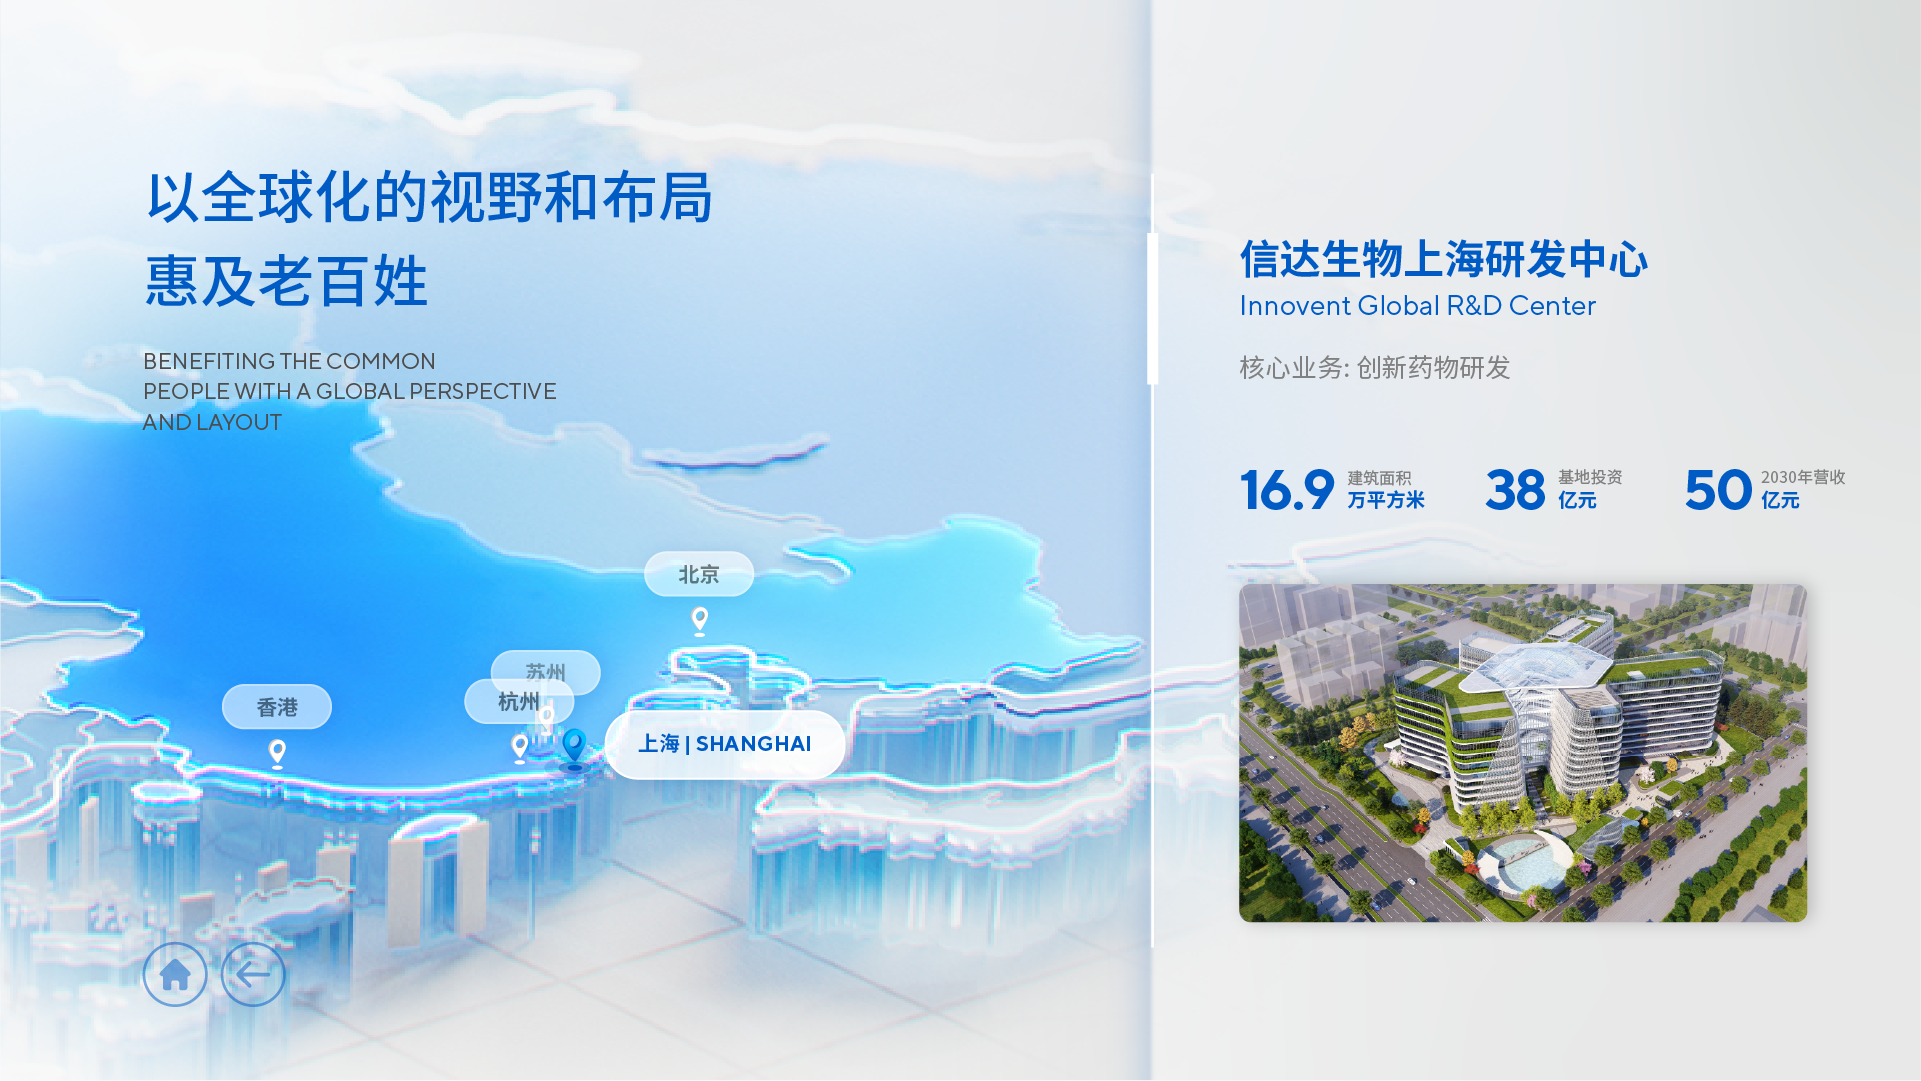 以全球化的视野和布局
惠及老百姓
BENEFITING THE COMMON
PEOPLE WITH A GLOBAL PERSPECTIVE
AND LAYOUT
北京
苏州
杭州
香港
上海 | SHANGHAI
信达生物上海研发中心
Innovent Global R&D Center
核心业务: 创新药物研发
16.9 建筑面积 万平方米
38 基地投资 亿元
50 2030年营收 亿元